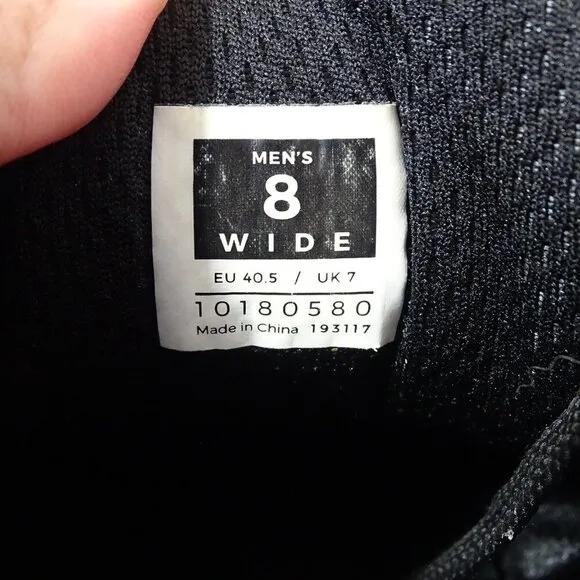 MEN'S
8
WIDE
EU 40.5 / UK 7
10180580
Made in China 193117